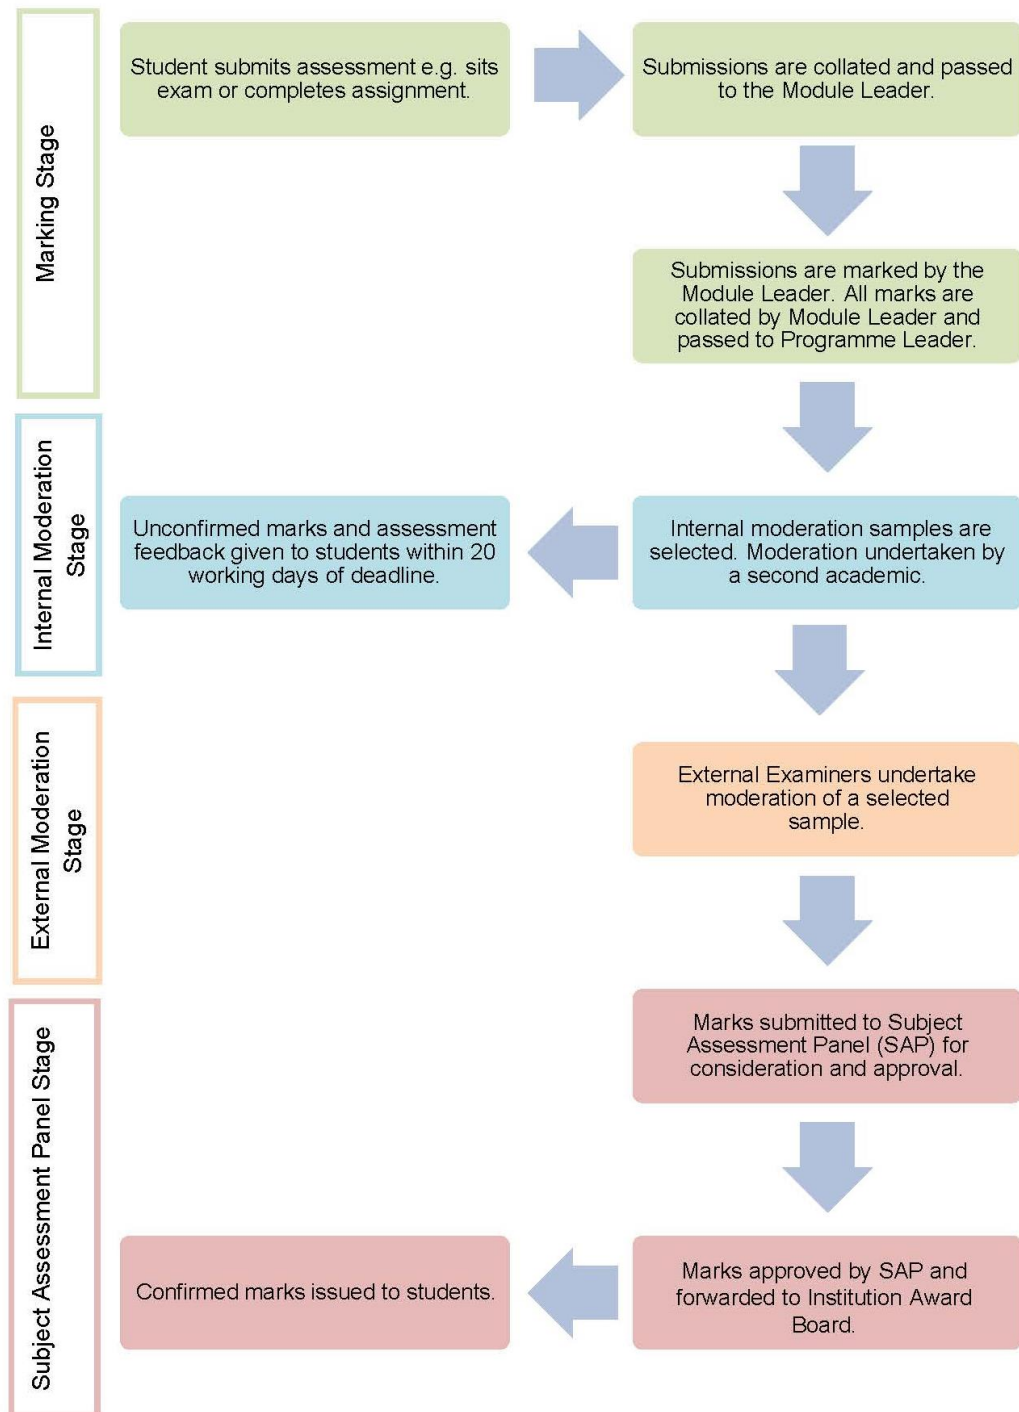 Marking Stage
Student submits assessment e.g. sits
exam or completes assignment.
Submissions are collated and passed
to the Module Leader.
Submissions are marked by the
Module Leader. All marks are
collated by Module Leader and
passed to Programme Leader.
Internal Moderation
Stage
Unconfirmed marks and assessment
feedback given to students within 20
working days of deadline.
Internal moderation samples are
selected. Moderation undertaken by
a second academic.
External Moderation
Stage
External Examiners undertake
moderation of a selected
sample.
Subject Assessment Panel Stage
Marks submitted to Subject
Assessment Panel (SAP) for
consideration and approval.
Confirmed marks issued to students.
Marks approved by SAP and
forwarded to Institution Award
Board.